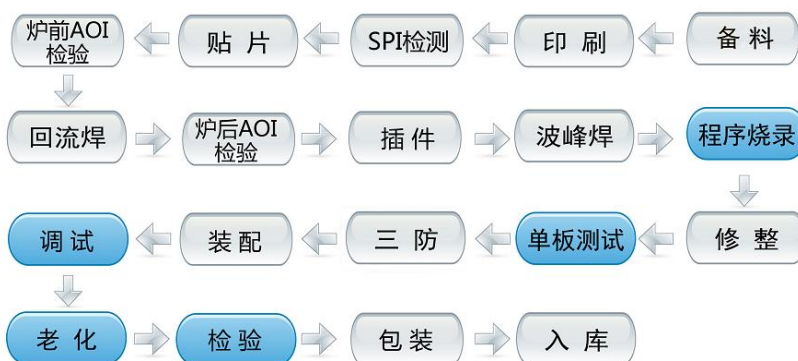 备料
印刷
SPI检测
贴片
炉前AOI
检验
回流焊
炉后AOI
检验
插件
波峰焊
程序烧录
修整
单板测试
三防
装配
调试
老化
检验
包装
入库